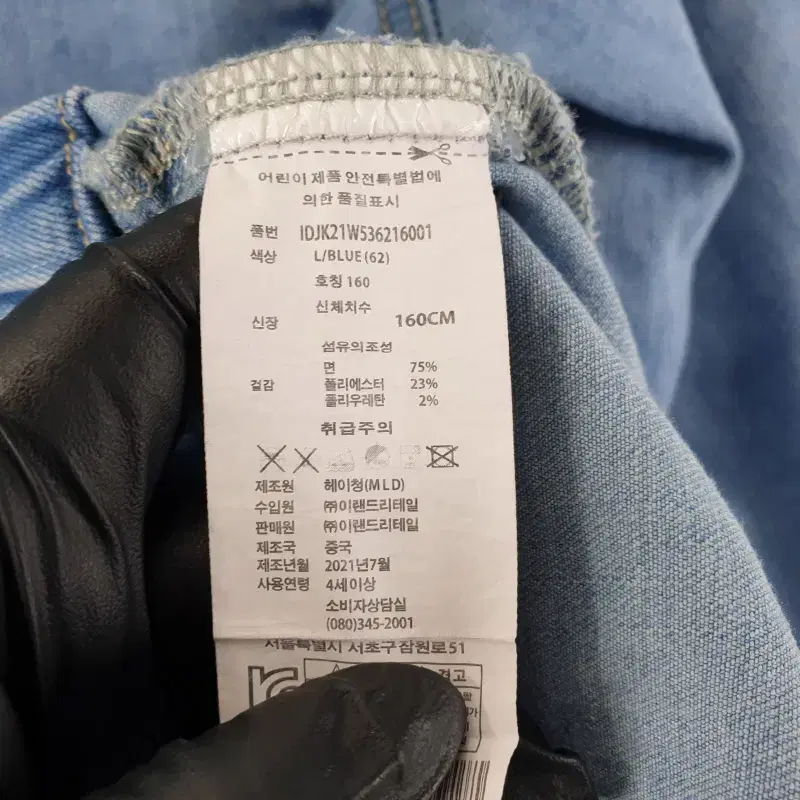 어린이 제품 안전특별법에
의한 품질표시
품번 IDJK21W536216001
색상 L/BLUE (62)
호칭 160
신체치수
신장 160CM
섬유의조성
면 75%
겉감 폴리에스터 23%
폴리우레탄 2%
취급주의
제조원 헤이청(MLD)
수입원 ㈜이랜드리테일
판매원 ㈜이랜드리테일
제조국 중국
제조년월 2021년7월
사용연령 4세이상
소비자상담실
(080)345-2001
서울특별시 서초구 잠원로51
경고